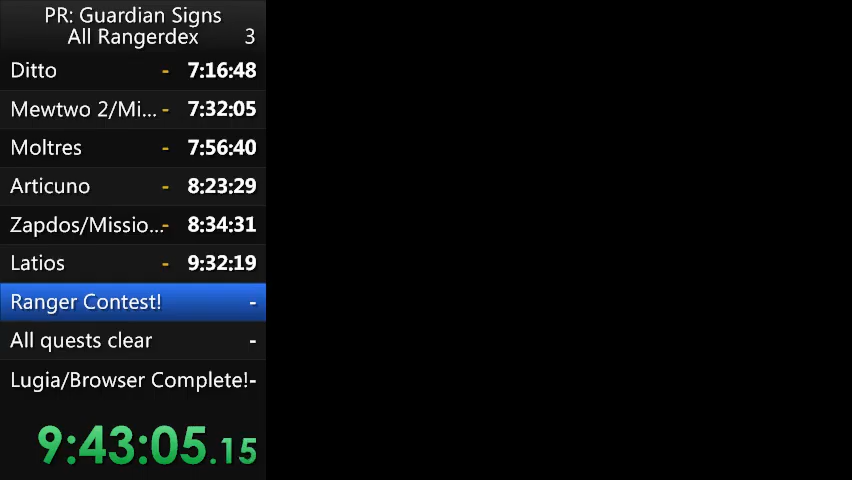 PR: Guardian Signs
All Rangerdex 3
Ditto - 7:16:48
Mewtwo 2/Mi... - 7:32:05
Moltres - 7:56:40
Articuno - 8:23:29
Zapdos/Missio... - 8:34:31
Latios - 9:32:19
Ranger Contest! -
All quests clear -
Lugia/Browser Complete! -
9:43:05.15